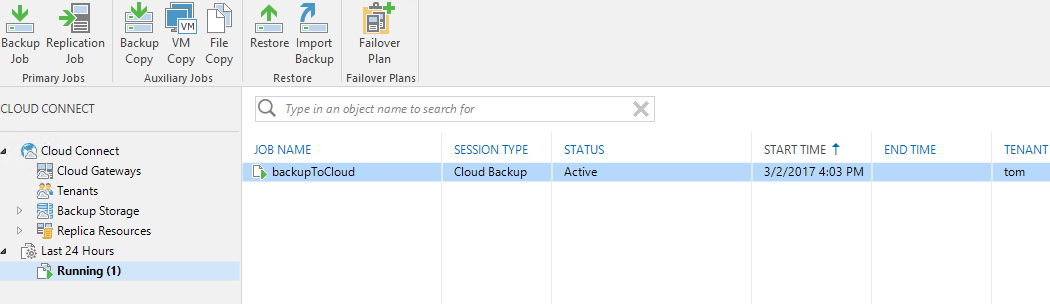 Backup Job
Replication Job
Backup Copy
VM
VM Copy
File Copy
Restore
Import Backup
Failover Plan
Primary Jobs
Auxiliary Jobs
Restore
Failover Plans
CLOUD CONNECT
Type in an object name to search for
Cloud Connect
Cloud Gateways
Tenants
Backup Storage
Replica Resources
Last 24 Hours
Running (1)
JOB NAME SESSION TYPE STATUS START TIME END TIME TENANT
backupToCloud Cloud Backup Active 3/2/2017 4:03 PM tom